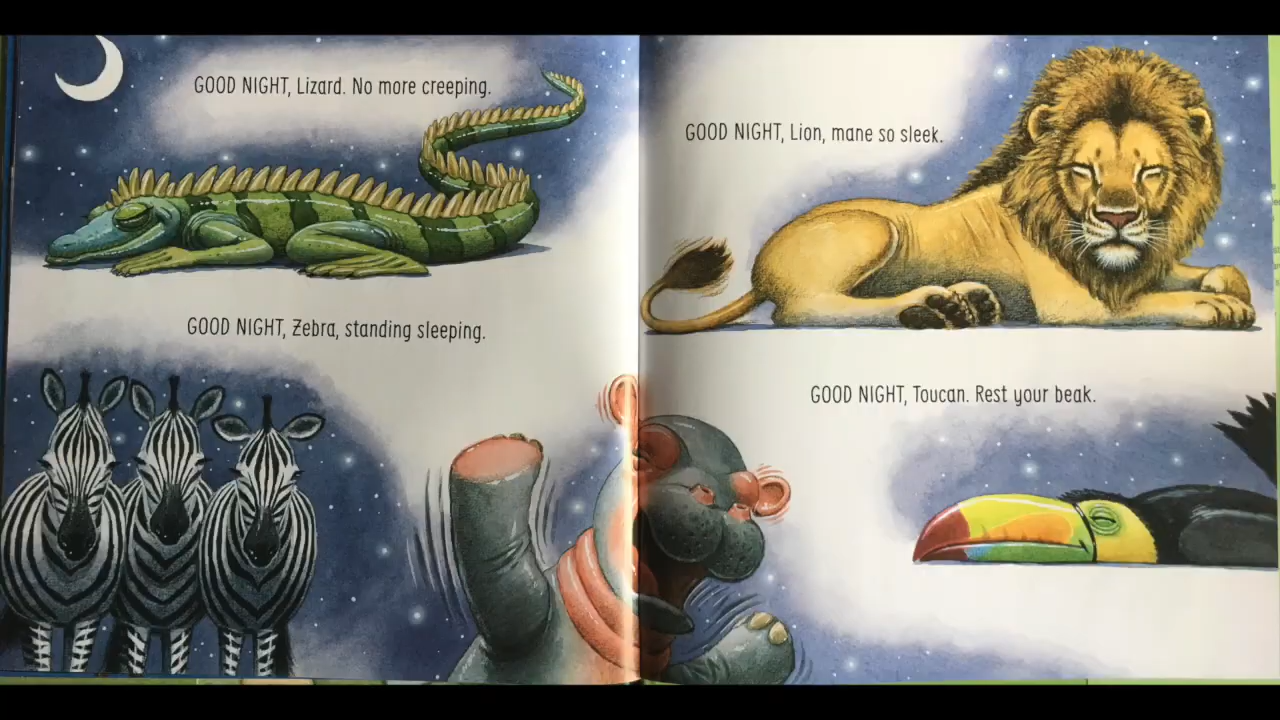 GOOD NIGHT, Lizard. No more creeping.
GOOD NIGHT, Zebra, standing sleeping.
GOOD NIGHT, Lion, mane so sleek.
GOOD NIGHT, Toucan. Rest your beak.